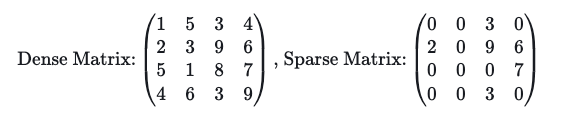 Dense Matrix: (1 5 3 4
2 3 9 6
5 1 8 7
4 6 3 9), Sparse Matrix: (0 0 3 0
2 0 9 6
0 0 0 7
0 0 3 0)